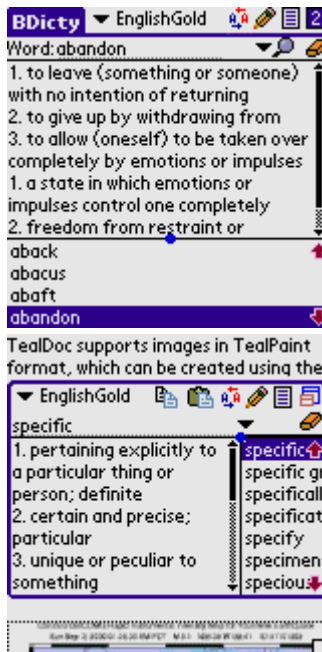 BDicty EnglishGold 2
Word: abandon
1. to leave (something or someone)
with no intention of returning
2. to give up by withdrawing from
3. to allow (oneself) to be taken over
completely by emotions or impulses
1. a state in which emotions or
impulses control one completely
2. freedom from restraint or
aback
abacus
abaft
abandon
TealDoc supports images in TealPaint
format, which can be created using the
EnglishGold
specific
1. pertaining explicitly to
a particular thing or
person; definite
2. certain and precise;
particular
3. unique or peculiar to
something
specific
specific gr
specificall
specificat
specify
specimen
specious